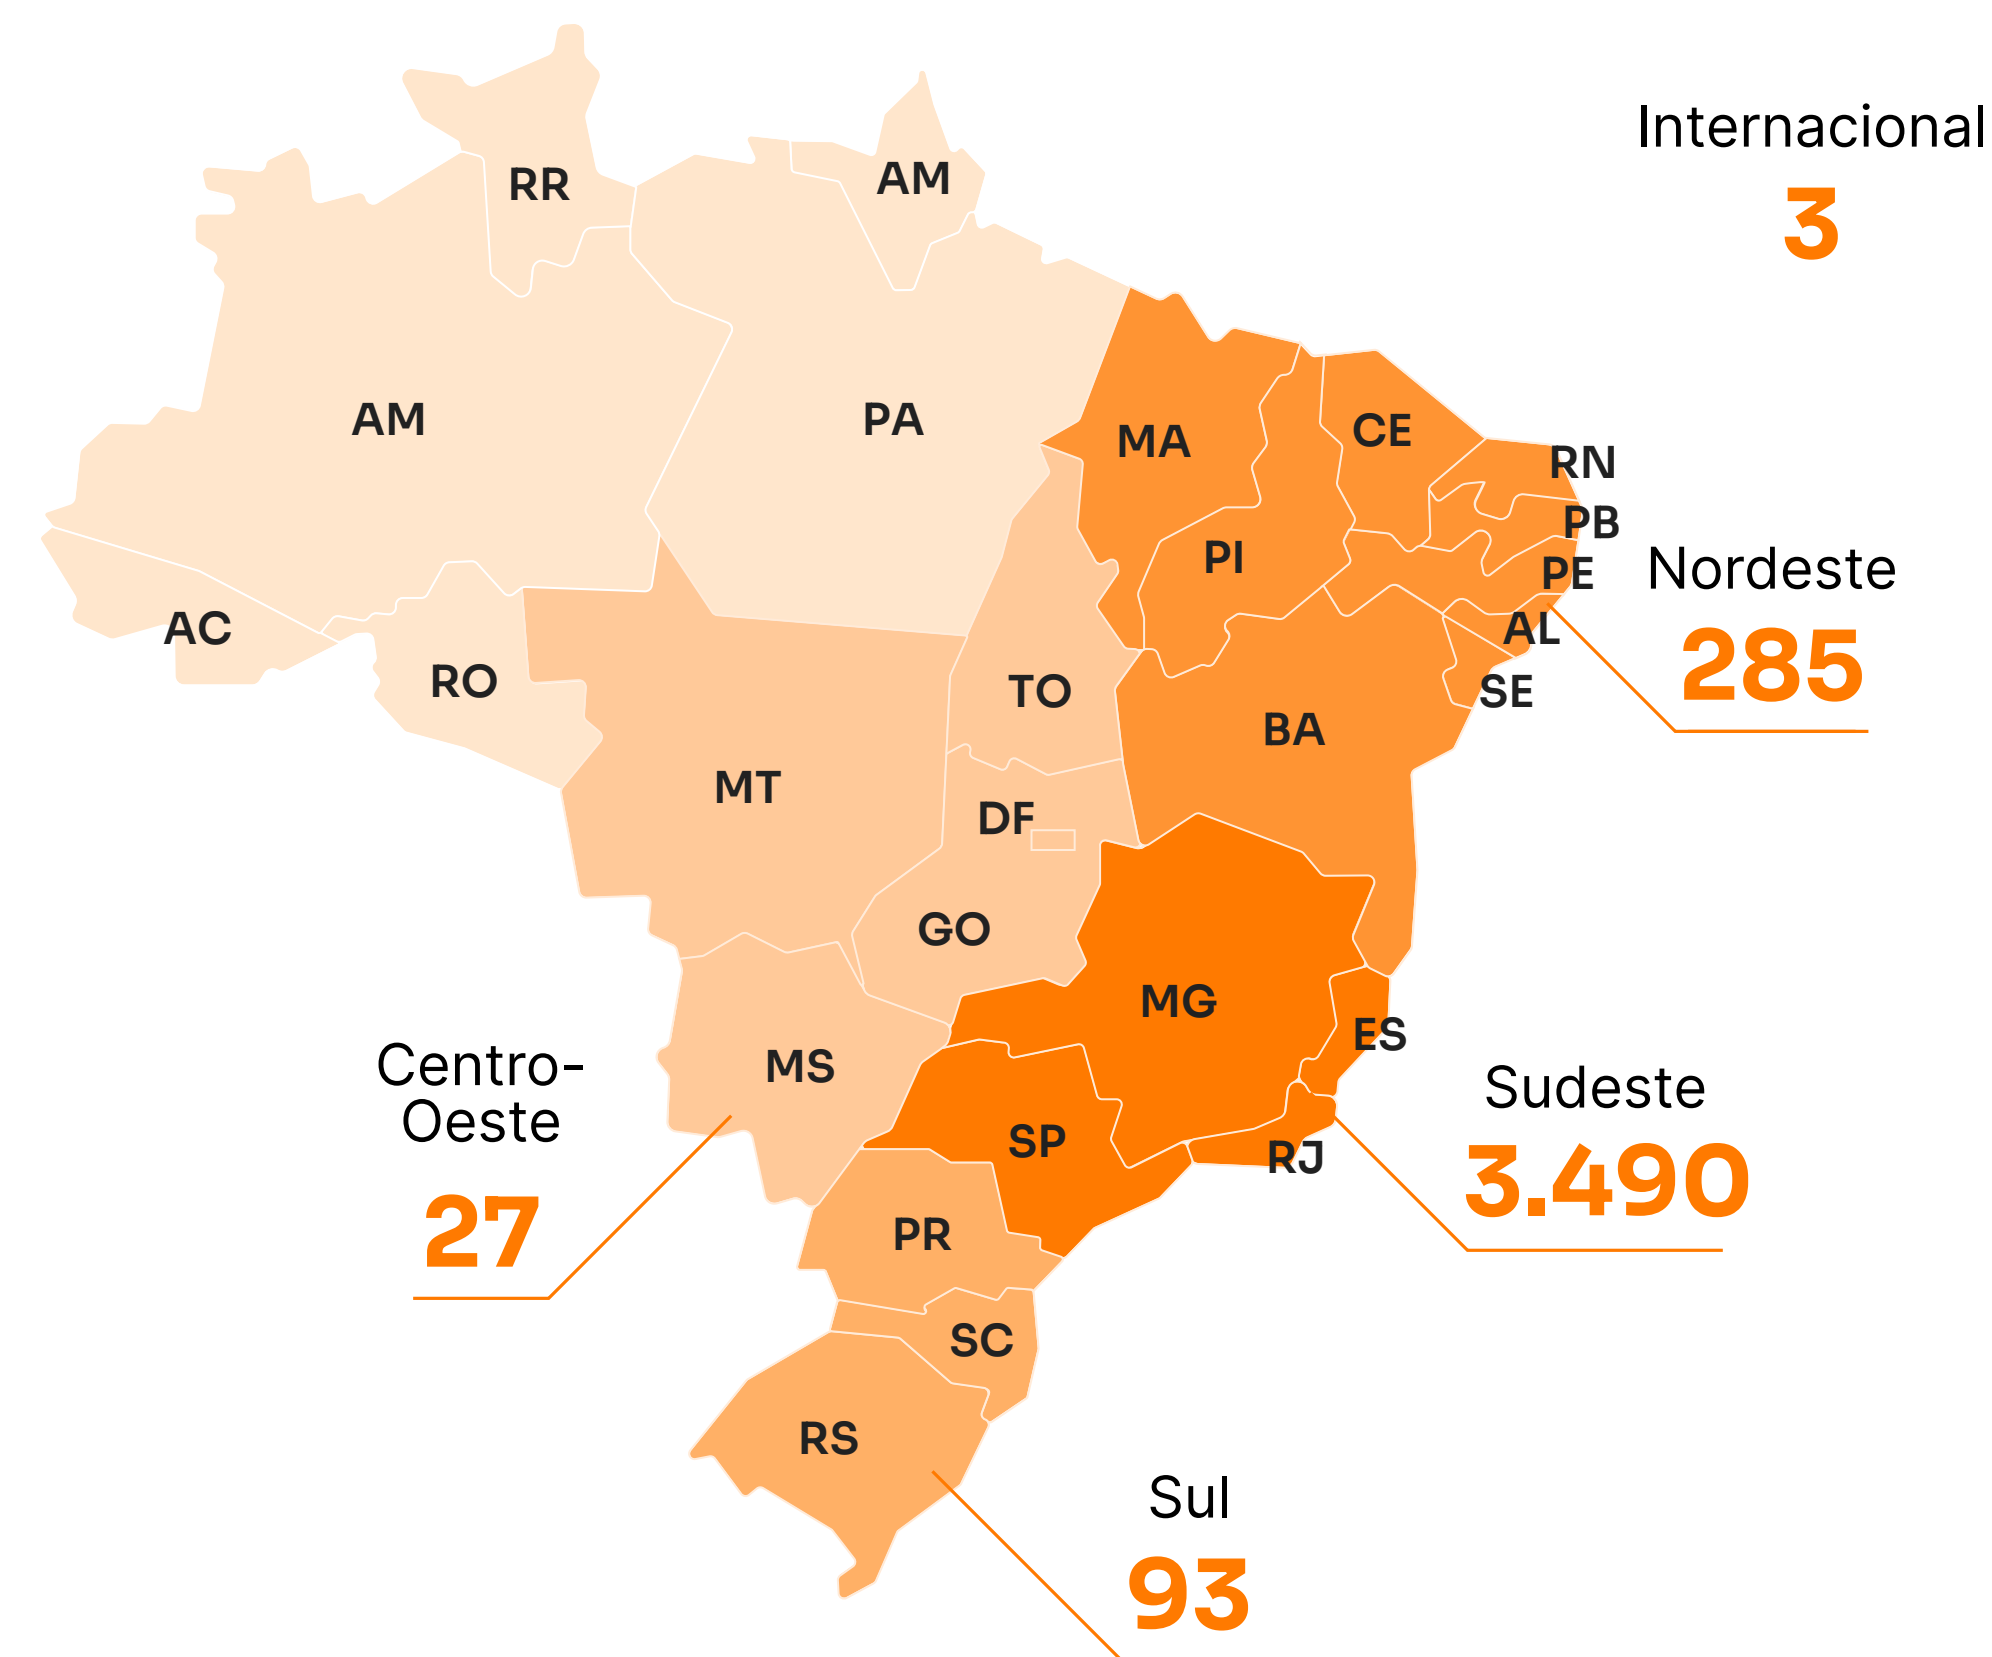 Internacional
3
RR
AM
AM
PA
MA
CE
RN
PB
PI
PE
Nordeste
285
AC
AL
RO
TO
SE
BA
MT
DF
GO
MG
ES
Centro-
Oeste
27
MS
Sudeste
3.490
SP
RJ
PR
SC
RS
Sul
93